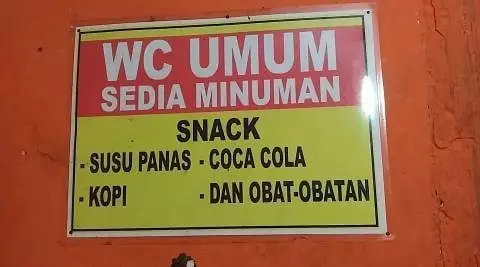 WC UMUM
SEDIA MINUMAN
SNACK
- SUSU PANAS - COCA COLA
- KOPI - DAN OBAT-OBATAN